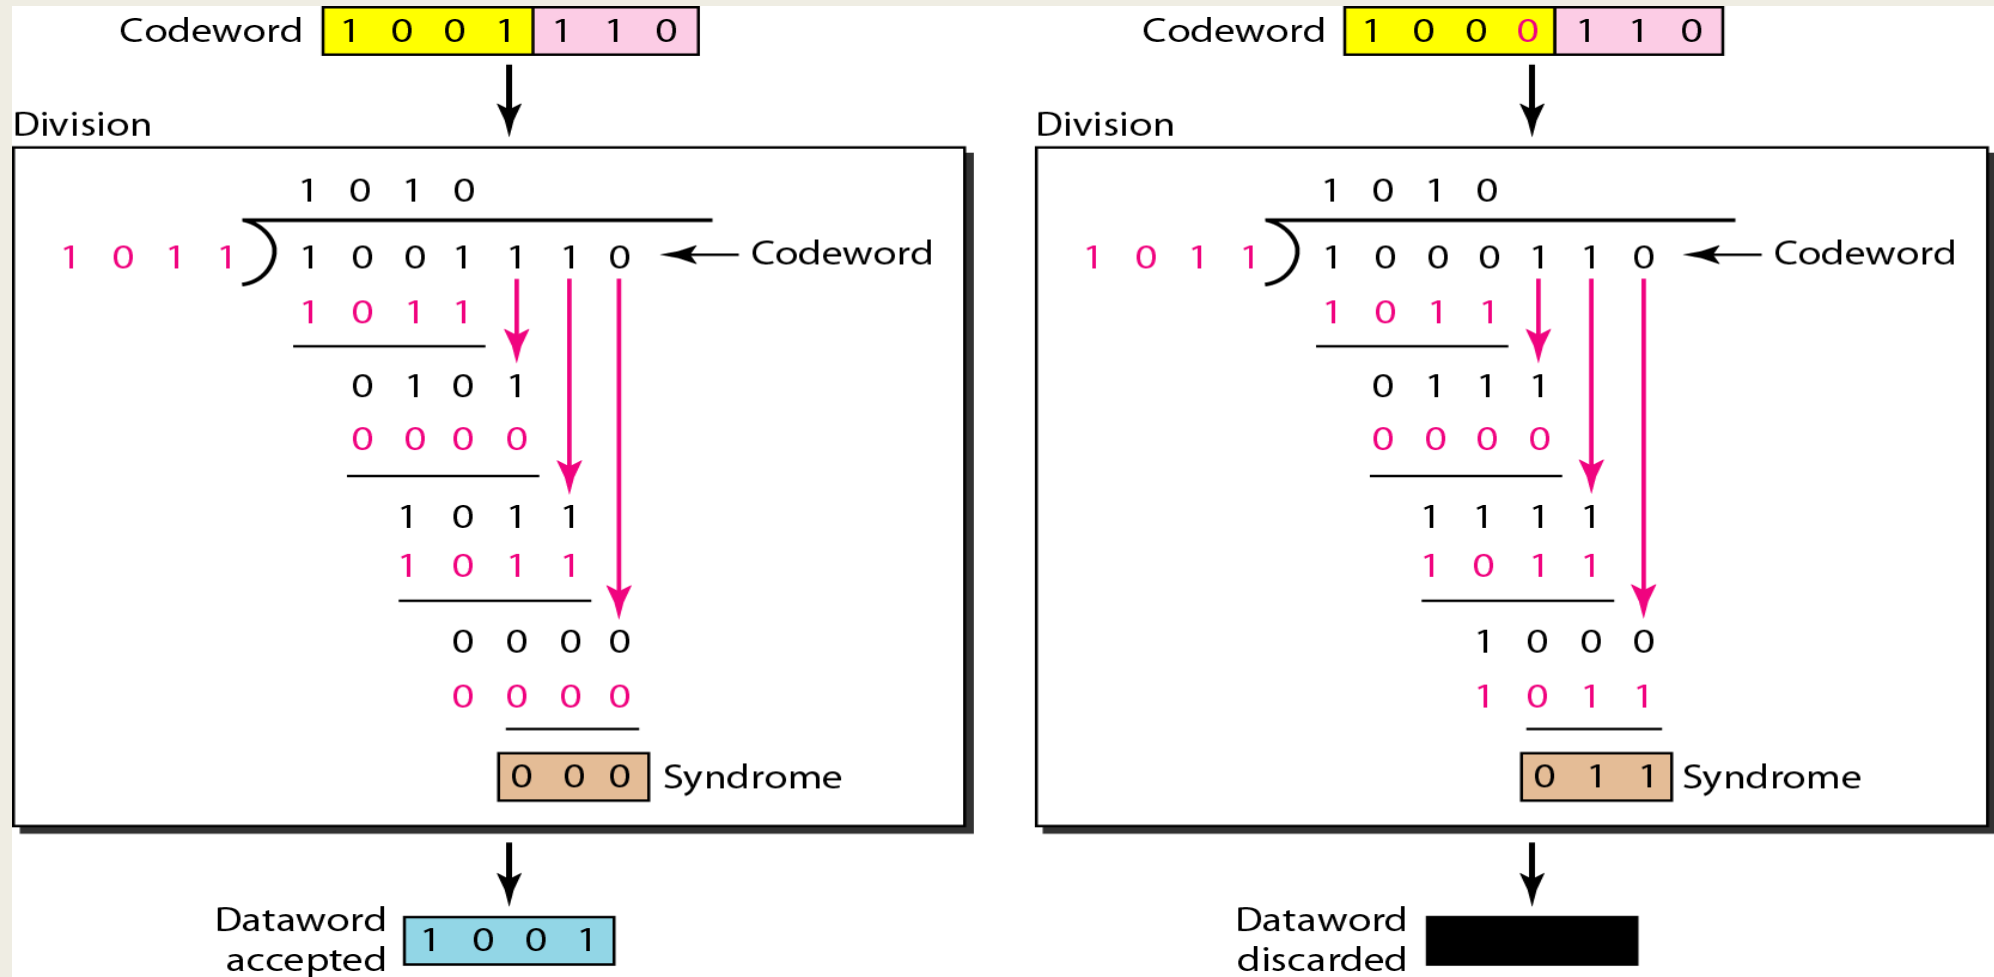 Codeword 1 0 0 1 1 1 0
Division
1 0 1 0
1 0 1 1 1 0 0 1 1 1 0 Codeword
1 0 1 1
0 1 0 1
0 0 0 0
1 0 1 1
1 0 1 1
0 0 0 0
0 0 0 0
0 0 0 Syndrome
Dataword
accepted
1 0 0 1
Codeword 1 0 0 0 1 1 0
Division
1 0 1 0
1 0 1 1 1 0 0 0 1 1 0 Codeword
1 0 1 1
0 1 1 1
0 0 0 0
1 1 1 1
1 0 1 1
1 0 0 0
1 0 1 1
0 1 1 Syndrome
Dataword
discarded